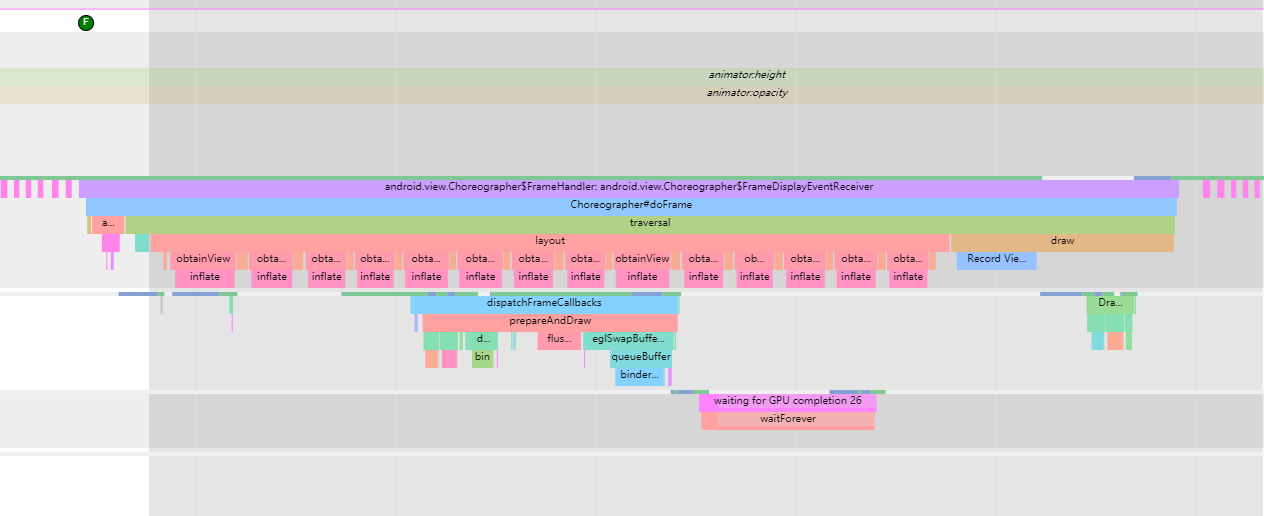 F
animator:height
animator:opacity
android.view.Choreographer$FrameHandler: android.view.Choreographer$FrameDisplayEventReceiver
Choreographer#doFrame
a... traversal
layout draw
obtainView obta... obta... obta... obta... obta... obta... obta... obtainView obta... ob... obta... obta... obta... Record Vie...
inflate inflate inflate inflate inflate inflate inflate inflate inflate inflate inflate inflate inflate inflate
dispatchFrameCallbacks Dra...
prepareAndDraw
d... flus... eglSwapBuffe...
bin queueBuffer
binder...
waiting for GPU completion 26
waitForever